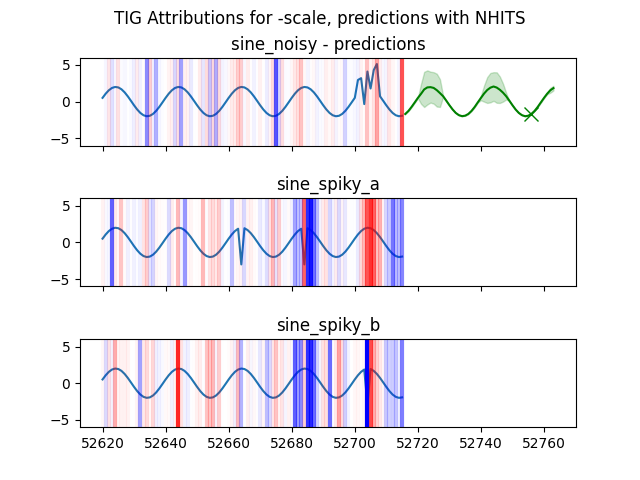 TIG Attributions for -scale, predictions with NHITS
sine_noisy - predictions
5
0
−5
sine_spiky_a
5
0
−5
sine_spiky_b
5
0
−5
52620 52640 52660 52680 52700 52720 52740 52760